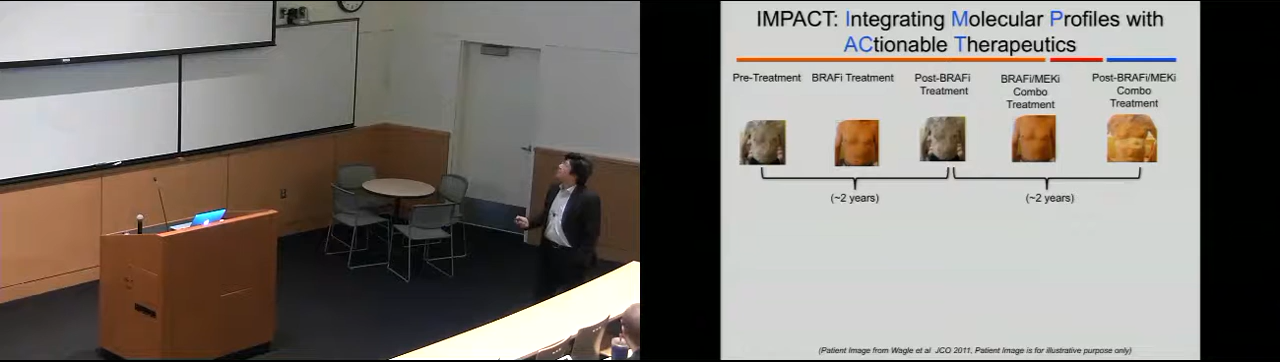 IMPACT: Integrating Molecular Profiles with
ACtionable Therapeutics
Pre-Treatment
BRAFi Treatment
Post-BRAFi
Treatment
BRAFi/MEKi
Combo
Treatment
Post-BRAFi/MEKi
Combo
Treatment
(~2 years)
(~2 years)
(Patient Image from Wagle et al JCO 2011, Patient Image is for illustrative purpose only)